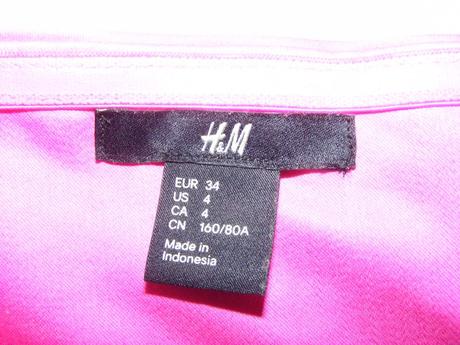 H&M
EUR 34
US 4
CA 4
CN 160/80A
Made in
Indonesia